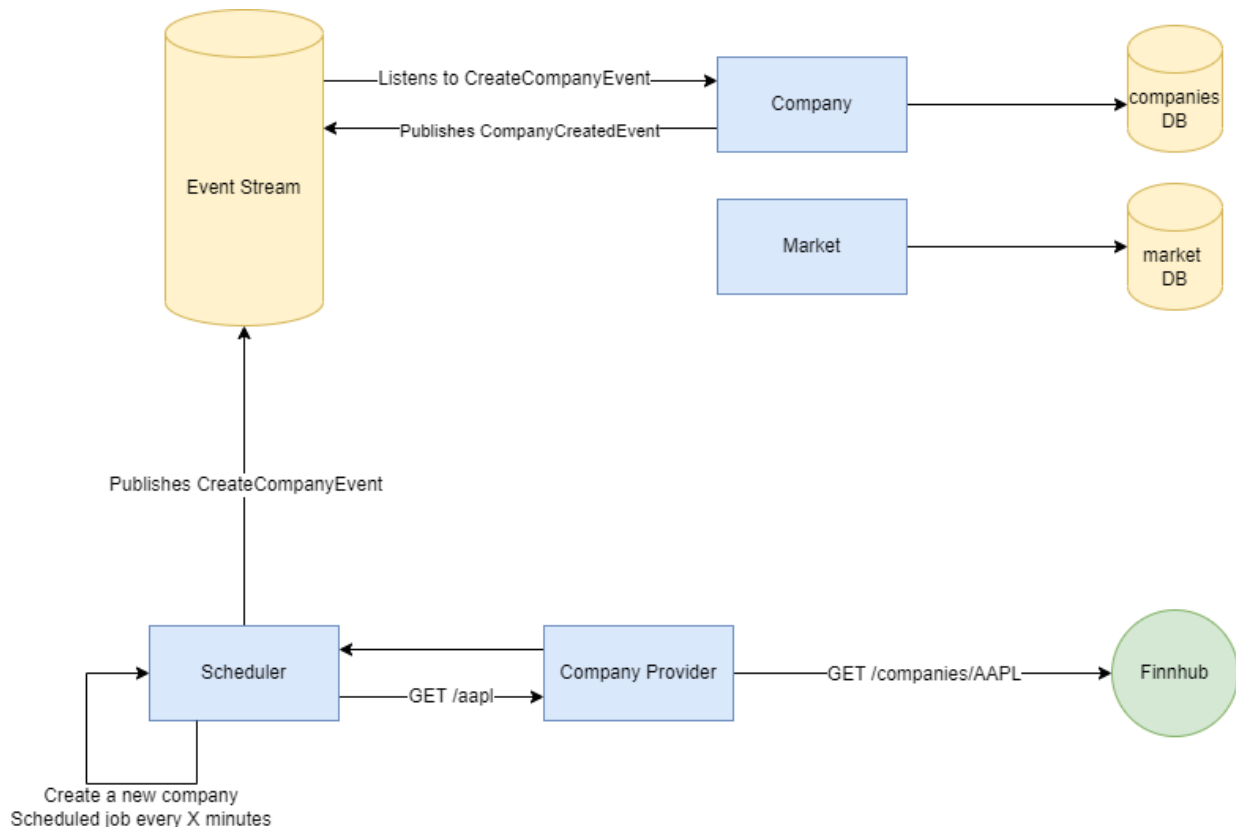 Listens to CreateCompanyEvent
Company
companies
DB
Publishes CompanyCreatedEvent
Event Stream
Market
market
DB
Publishes CreateCompanyEvent
Scheduler
GET /aapl
Company Provider
GET /companies/AAPL
Finnhub
Create a new company
Scheduled job every X minutes